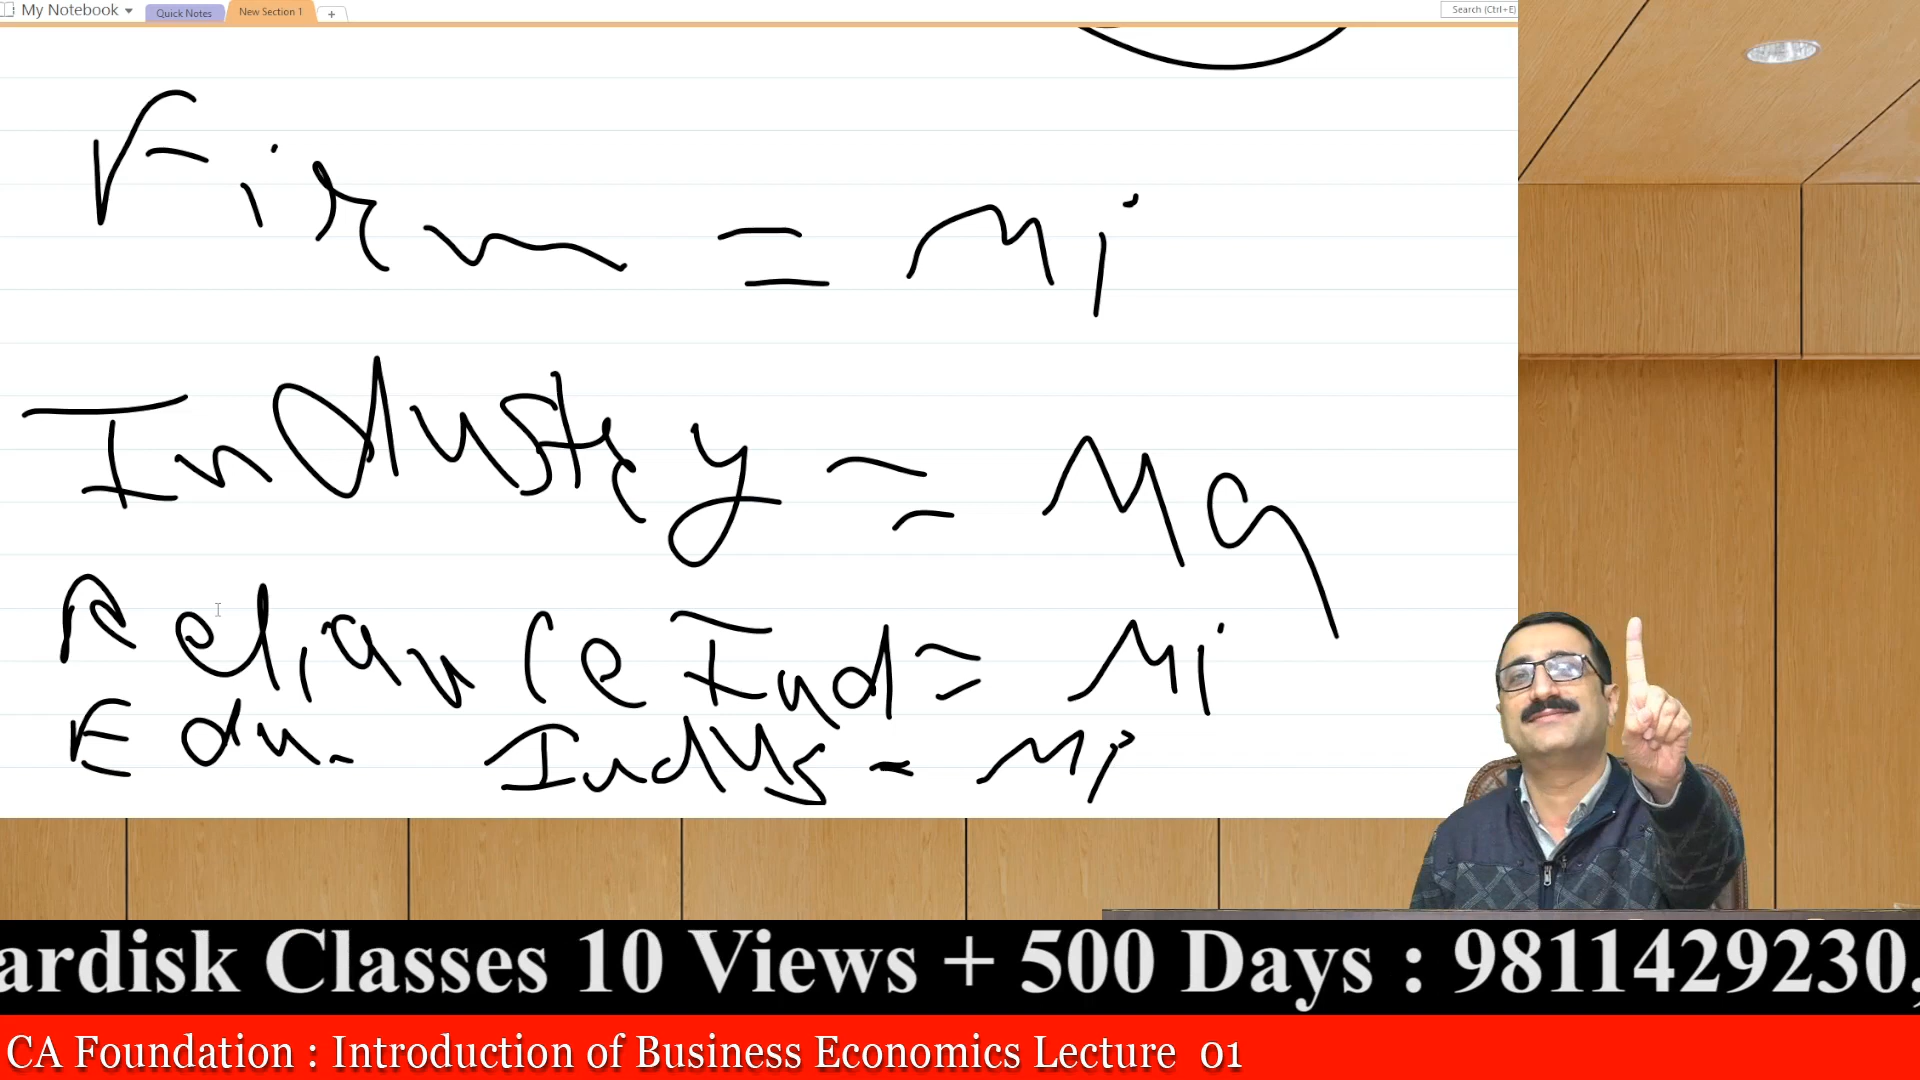 My Notebook Quick Notes New Section 1 + Search (Ctrl+E)
Firm = Mi
Industry = Ma
Reliance Ind = Mi
Edu. Indus - Mi
ardisk Classes 10 Views + 500 Days : 9811429230,
CA Foundation : Introduction of Business Economics Lecture 01